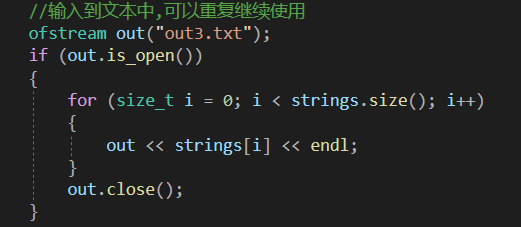 //输入到文本中,可以重复继续使用
ofstream out("out3.txt");
if (out.is_open())
{
    for (size_t i = 0; i < strings.size(); i++)
    {
        out << strings[i] << endl;
    }
    out.close();
}